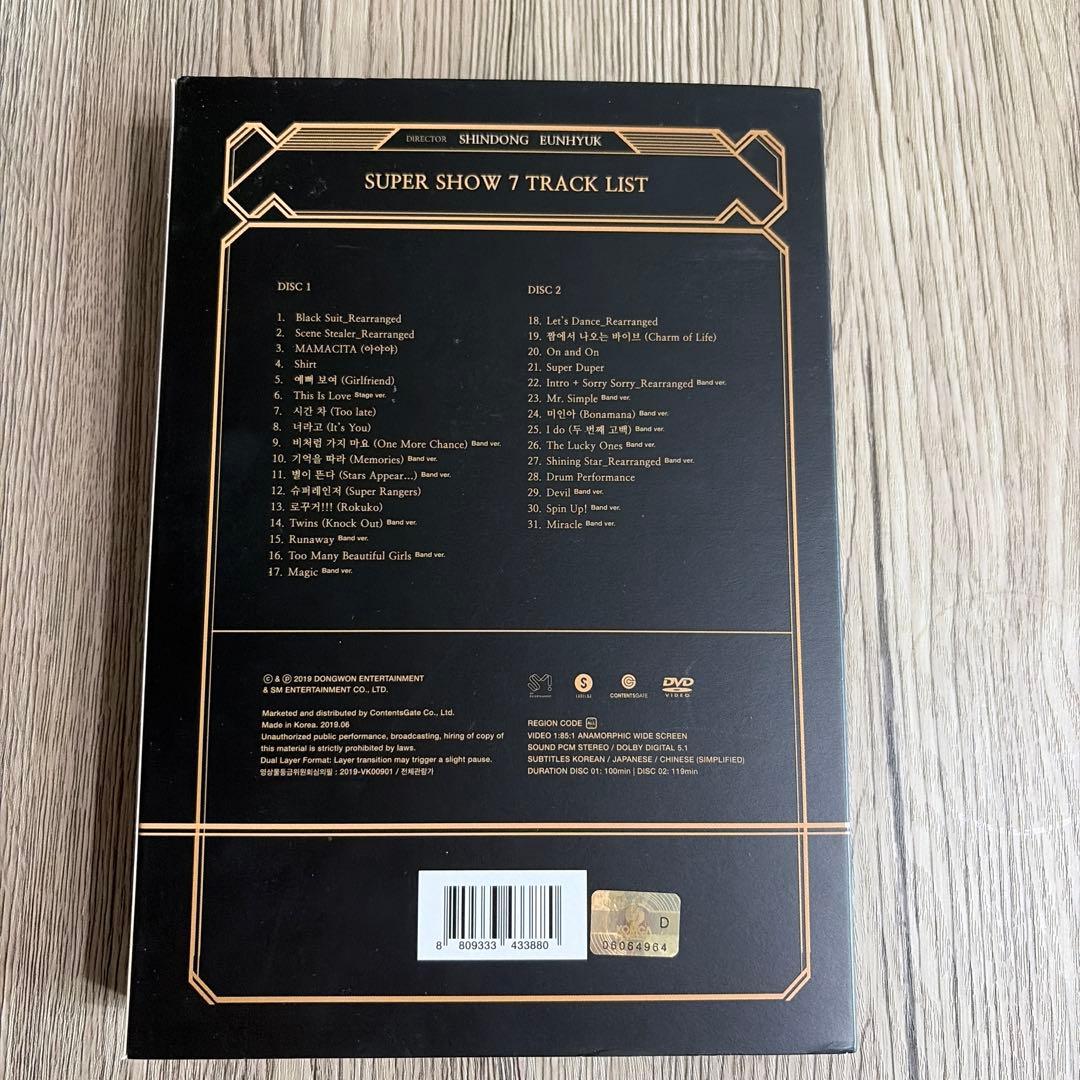 DIRECTOR SHINDONG EUNHYUK
SUPER SHOW 7 TRACK LIST
DISC 1
1. Black Suit_Rearranged
2. Scene Stealer_Rearranged
3. MAMACITA (아야야)
4. Shirt
5. 예뻐 보여 (Girlfriend)
6. This Is Love Stage ver.
7. 시간 차 (Too late)
8. 너라고 (It's You)
9. 비처럼 가지 마요 (One More Chance) Band ver.
10. 기억을 따라 (Memories) Band ver.
11. 별이 뜬다 (Stars Appear...) Band ver.
12. 슈퍼레인저 (Super Rangers)
13. 로꾸거!!! (Rokuko)
14. Twins (Knock Out) Band ver.
15. Runaway Band ver.
16. Too Many Beautiful Girls Band ver.
17. Magic Band ver.
DISC 2
18. Let's Dance_Rearranged
19. 짬에서 나오는 바이브 (Charm of Life)
20. On and On
21. Super Duper
22. Intro + Sorry Sorry_Rearranged Band ver.
23. Mr. Simple Band ver.
24. 미인아 (Bonamana) Band ver.
25. I do (두 번째 고백) Band ver.
26. The Lucky Ones Band ver.
27. Shining Star_Rearranged Band ver.
28. Drum Performance
29. Devil Band ver.
30. Spin Up! Band ver.
31. Miracle Band ver.
© & ℗ 2019 DONGWON ENTERTAINMENT
& SM ENTERTAINMENT CO., LTD.
Marketed and distributed by ContentsGate Co., Ltd.
Made in Korea. 2019.06
Unauthorized public performance, broadcasting, hiring of copy of
this material is strictly prohibited by laws.
Dual Layer Format: Layer transition may trigger a slight pause.
영상물등급위원회심의필 : 2019-VK00901 / 전체관람가
SM!
ENTERTAINMENT
S
LABEL SJ
CONTENTSGATE
DVD
VIDEO
REGION CODE ALL
VIDEO 1:85:1 ANAMORPHIC WIDE SCREEN
SOUND PCM STEREO / DOLBY DIGITAL 5.1
SUBTITLES KOREAN / JAPANESE / CHINESE (SIMPLIFIED)
DURATION DISC 01: 100min | DISC 02: 119min
8 809333 433880
KOMCA
D
06064964